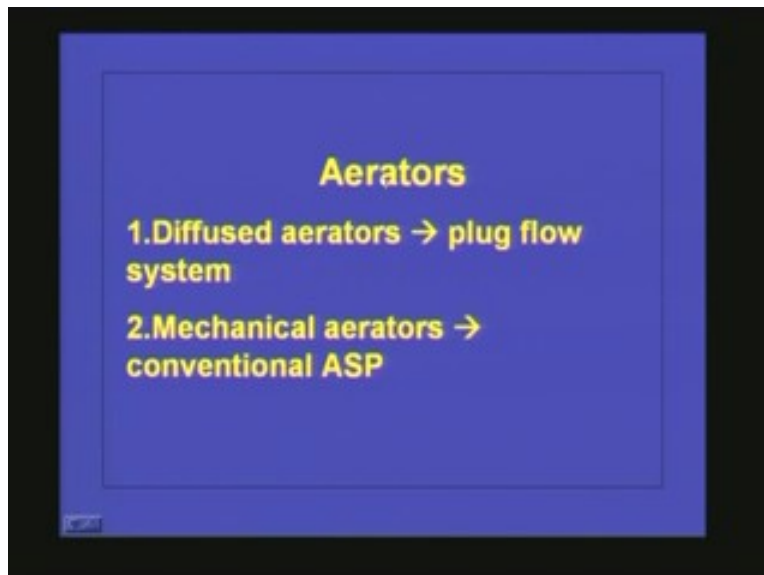 Aerators
1.Diffused aerators → plug flow
system
2.Mechanical aerators →
conventional ASP